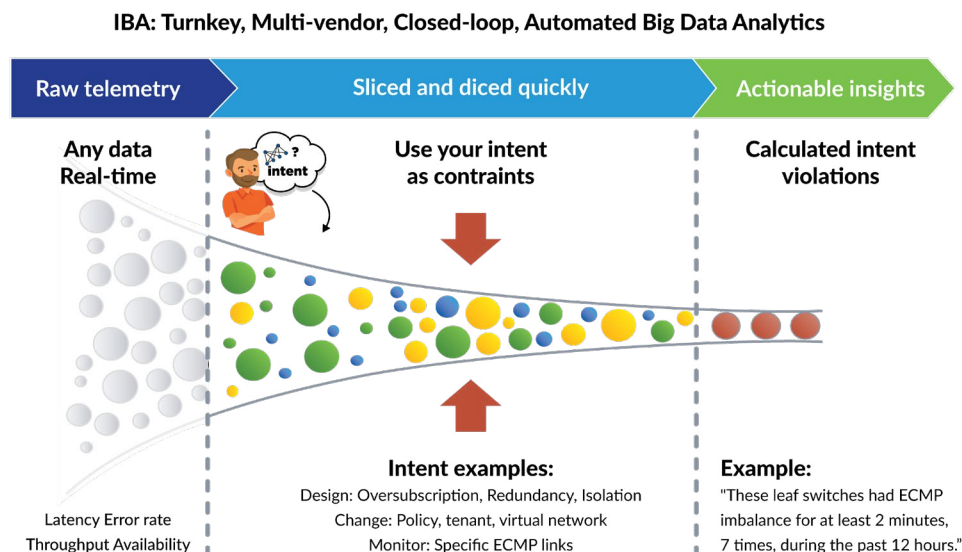 IBA: Turnkey, Multi-vendor, Closed-loop, Automated Big Data Analytics
Raw telemetry
Sliced and diced quickly
Actionable insights
Any data
Real-time
?
intent
Use your intent
as contraints
Calculated intent
violations
Latency Error rate
Throughput Availability
Intent examples:
Design: Oversubscription, Redundancy, Isolation
Change: Policy, tenant, virtual network
Monitor: Specific ECMP links
Example:
"These leaf switches had ECMP
imbalance for at least 2 minutes,
7 times, during the past 12 hours.”